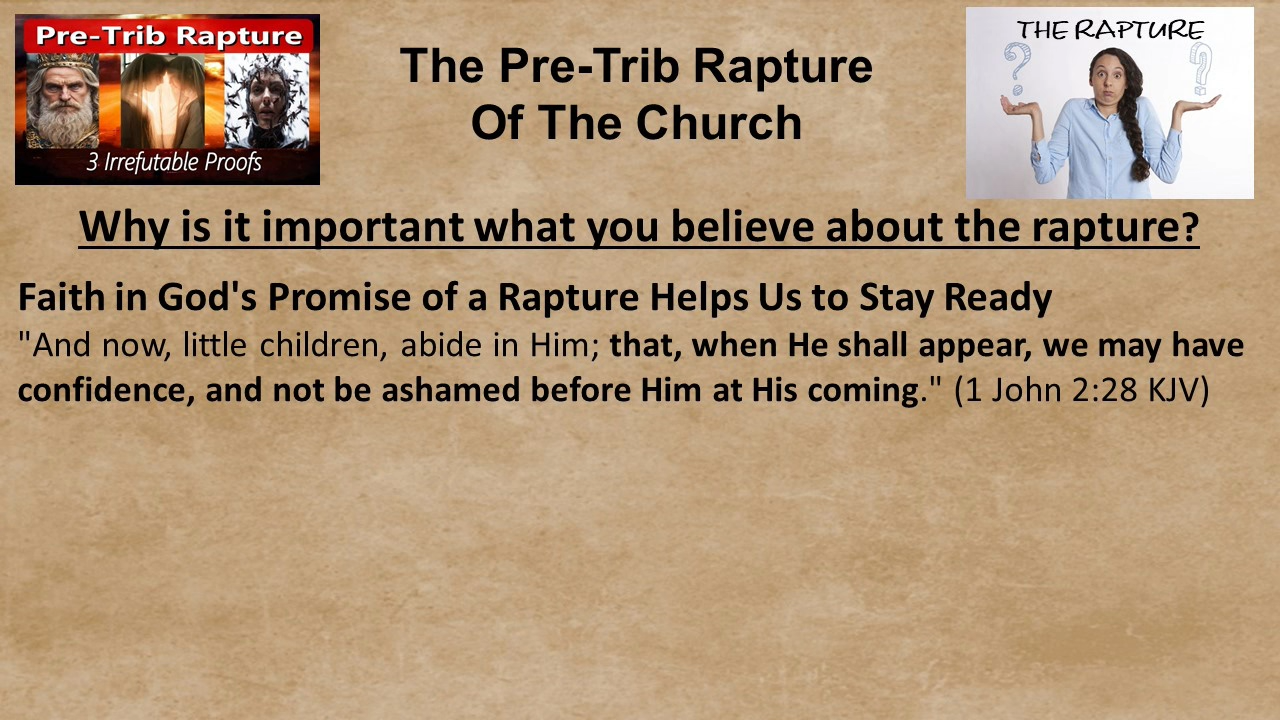 Pre-Trib Rapture
3 Irrefutable Proofs
The Pre-Trib Rapture
Of The Church
THE RAPTURE
? ?
Why is it important what you believe about the rapture?
Faith in God's Promise of a Rapture Helps Us to Stay Ready
"And now, little children, abide in Him; that, when He shall appear, we may have
confidence, and not be ashamed before Him at His coming." (1 John 2:28 KJV)